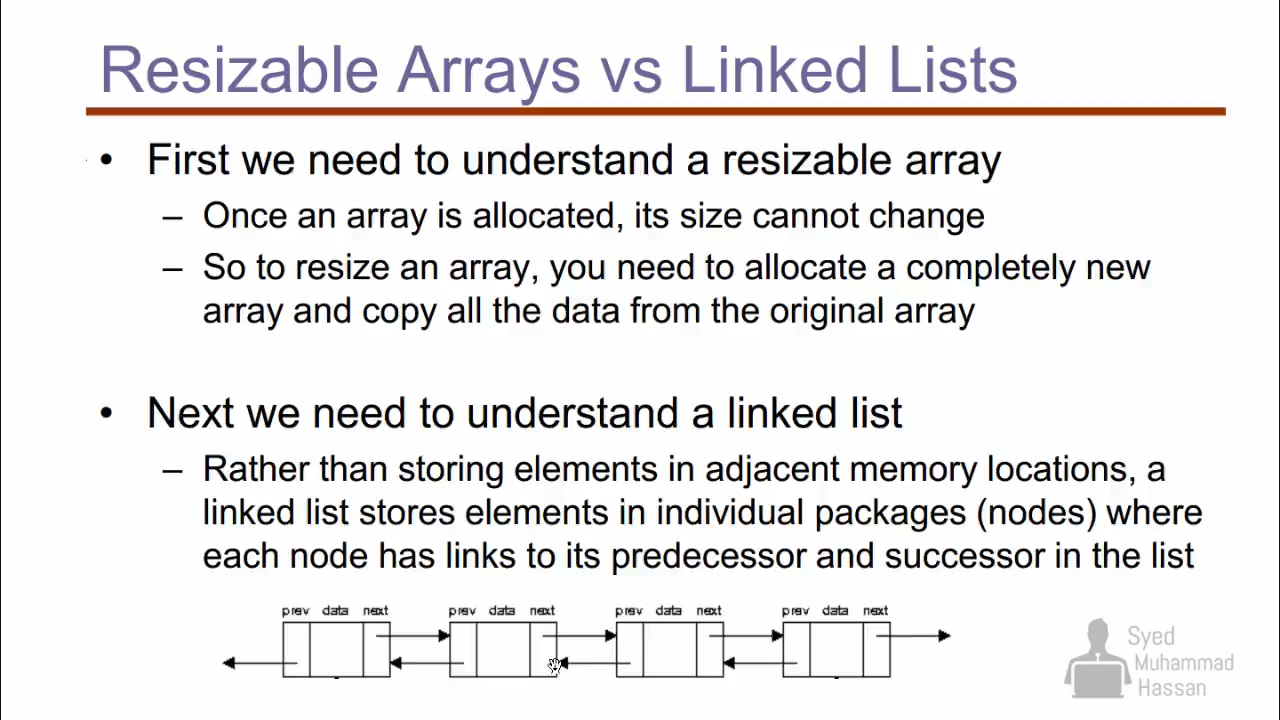 Resizable Arrays vs Linked Lists
• First we need to understand a resizable array
– Once an array is allocated, its size cannot change
– So to resize an array, you need to allocate a completely new
array and copy all the data from the original array
• Next we need to understand a linked list
– Rather than storing elements in adjacent memory locations, a
linked list stores elements in individual packages (nodes) where
each node has links to its predecessor and successor in the list
prev data next prev data next prev data next prev data next
Syed
Muhammad
Hassan